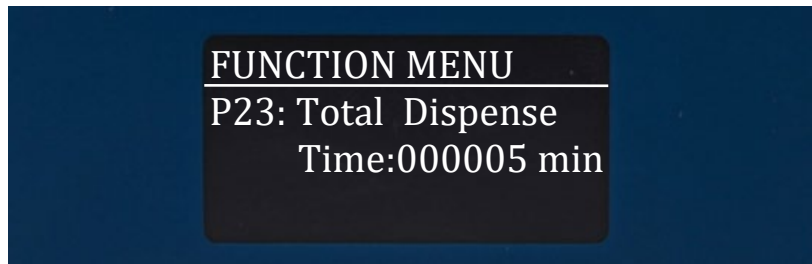 FUNCTION MENU
P23: Total Dispense
Time:000005 min